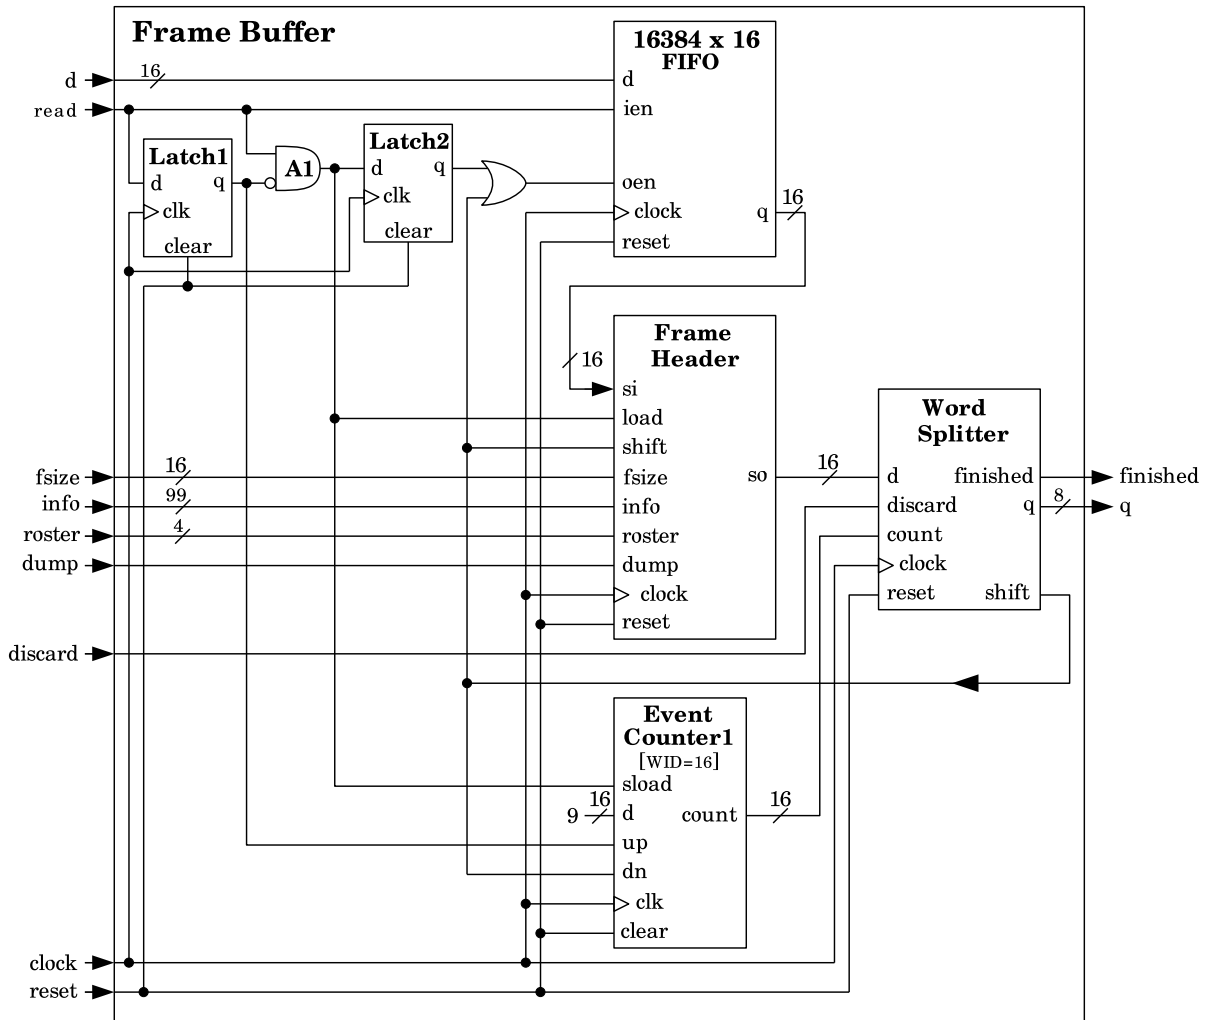 Frame Buffer
16384 x 16
FIFO
d
16
d
read
ien
Latch1
d
q
clk
clear
A1
Latch2
d
q
clk
clear
oen
clock
q
16
reset
Frame
Header
16
si
load
shift
fsize
16
fsize
so
16
info
99
info
roster
4
roster
dump
dump
clock
reset
Word
Splitter
d
finished
finished
discard
q
8
q
count
clock
reset
shift
discard
Event
Counter1
[WID=16]
sload
9
16
d
count
16
up
dn
clk
clear
clock
reset